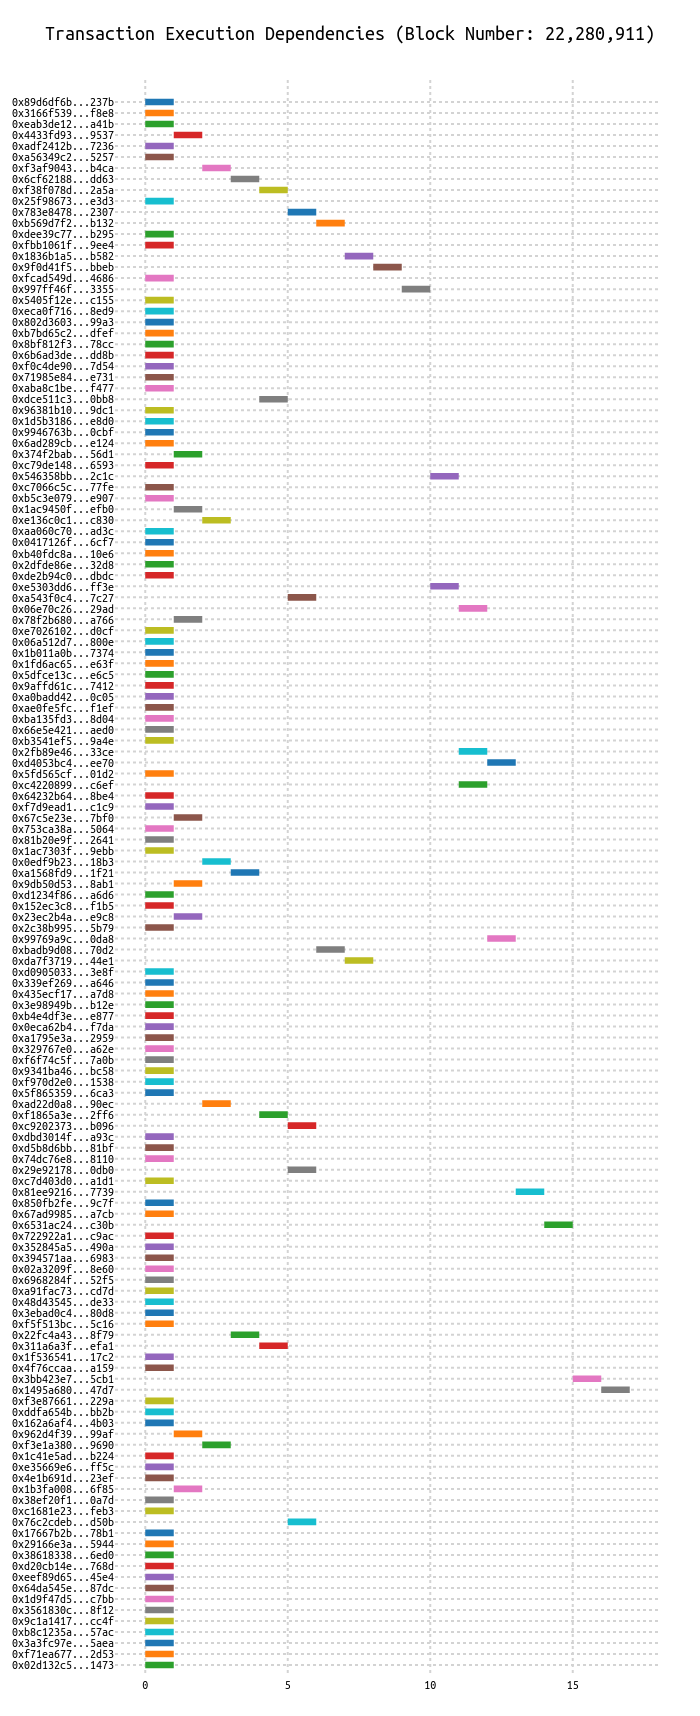 Transaction Execution Dependencies (Block Number: 22,280,911)
0x89d6df6b...237b
0x3166f539...f8e8
0xeab3de12...a41b
0x4433fd93...9537
0xadf2412b...7236
0xa56349c2...5257
0xf3af9043...b4ca
0x6cf62188...dd63
0xf38f078d...2a5a
0x25f98673...e3d3
0x783e8478...2307
0xb569d7f2...b132
0xdee39c77...b295
0xfbb1061f...9ee4
0x1836b1a5...b582
0x9f0d41f5...bbeb
0xfcad549d...4686
0x997ff46f...3355
0x5405f12e...c155
0xeca0f716...8ed9
0x802d3603...99a3
0xb7bd65c2...dfef
0x8bf812f3...78cc
0x6b6ad3de...dd8b
0xf0c4de90...7d54
0x71985e84...e731
0xaba8c1be...f477
0xdce511c3...0bb8
0x96381b10...9dc1
0x1d5b3186...e8d0
0x9946763b...0cbf
0x6ad289cb...e124
0x374f2bab...56d1
0xc79de148...6593
0x546358bb...2c1c
0xc7066c5c...77fe
0xb5c3e079...e907
0x1ac9450f...efb0
0xe136c0c1...c830
0xaa060c70...ad3c
0x0417126f...6cf7
0xb40fdc8a...10e6
0x2dfde86e...32d8
0xde2b94c0...dbdc
0xe5303dd6...ff3e
0xa543f0c4...7c27
0x06e70c26...29ad
0x78f2b680...a766
0xe7026102...d0cf
0x06a512d7...800e
0x1b011a0b...7374
0x1fd6ac65...e63f
0x5dfce13c...e6c5
0x9affd61c...7412
0xa0badd42...0c05
0xae0fe5fc...f1ef
0xba135fd3...8d04
0x66e5e421...aed0
0xb3541ef5...9a4e
0x2fb89e46...33ce
0xd4053bc4...ee70
0x5fd565cf...01d2
0xc4220899...c6ef
0x64232b64...8be4
0xf7d9ead1...c1c9
0x67c5e23e...7bf0
0x753ca38a...5064
0x81b20e9f...2641
0x1ac7303f...9ebb
0x0edf9b23...18b3
0xa1568fd9...1f21
0x9db50d53...8ab1
0xd1234f86...a6d6
0x152ec3c8...f1b5
0x23ec2b4a...e9c8
0x2c38b995...5b79
0x99769a9c...0da8
0xbadb9d08...70d2
0xda7f3719...44e1
0xd0905033...3e8f
0x339ef269...a646
0x435ecf17...a7d8
0x3e98949b...b12e
0xb4e4df3e...e877
0x0eca62b4...f7da
0xa1795e3a...2959
0x329767e0...a62e
0xf6f74c5f...7a0b
0x9341ba46...bc58
0xf970d2e0...1538
0x5f865359...6ca3
0xad22d0a8...90ec
0xf1865a3e...2ff6
0xc9202373...b096
0xdbd3014f...a93c
0xd5b8d6bb...81bf
0x74dc76e8...8110
0x29e92178...0db0
0xc7d403d0...a1d1
0x81ee9216...7739
0x850fb2fe...9c7f
0x67ad9985...a7cb
0x6531ac24...c30b
0x722922a1...c9ac
0x352845a5...490a
0x394571aa...6983
0x02a3209f...8e60
0x6968284f...52f5
0xa91fac73...cd7d
0x48d43545...de33
0x3ebad0c4...80d8
0xf5f513bc...5c16
0x22fc4a43...8f79
0x311a6a3f...efa1
0x1f536541...17c2
0x4f76ccaa...a159
0x3bb423e7...5cb1
0x1495a680...47d7
0xf3e87661...229a
0xddfa654b...bb2b
0x162a6af4...4b03
0x962d4f39...99af
0xf3e1a380...9690
0x1c41e5ad...b224
0xe35669e6...ff5c
0x4e1b691d...23ef
0x1b3fa008...6f85
0x38ef20f1...0a7d
0xc1681e23...feb3
0x76c2cdeb...d50b
0x17667b2b...78b1
0x29166e3a...5944
0x38618338...6ed0
0xd20cb14e...768d
0xeef89d65...45e4
0x64da545e...87dc
0x1d9f47d5...c7bb
0x3561830c...8f12
0x9c1a1417...cc4f
0xb8c1235a...57ac
0x3a3fc97e...5aea
0xf71ea677...2d53
0x02d132c5...1473
0 5 10 15